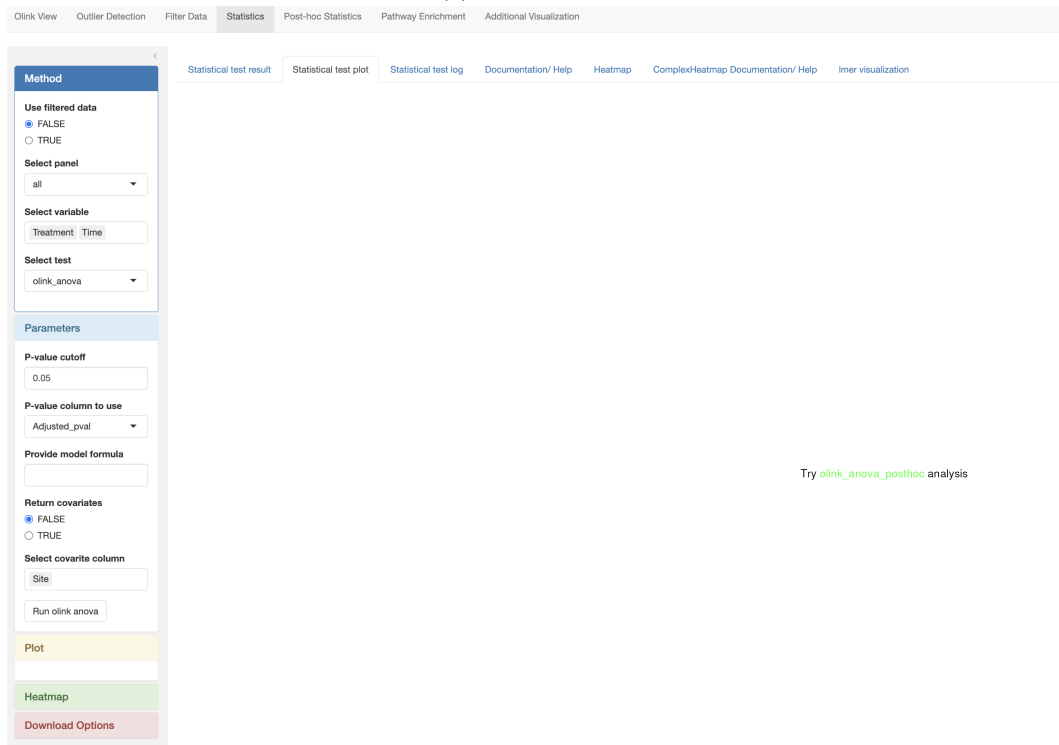 Olink View Outlier Detection Filter Data Statistics Post-hoc Statistics Pathway Enrichment Additional Visualization
<
Method
Use filtered data
FALSE
TRUE
Select panel
all
Select variable
Treatment Time
Select test
olink_anova
Parameters
P-value cutoff
0.05
P-value column to use
Adjusted_pval
Provide model formula
Return covariates
FALSE
TRUE
Select covarite column
Site
Run olink anova
Plot
Heatmap
Download Options
Statistical test result Statistical test plot Statistical test log Documentation/ Help Heatmap ComplexHeatmap Documentation/ Help lmer visualization
Try olink_anova_posthoc analysis